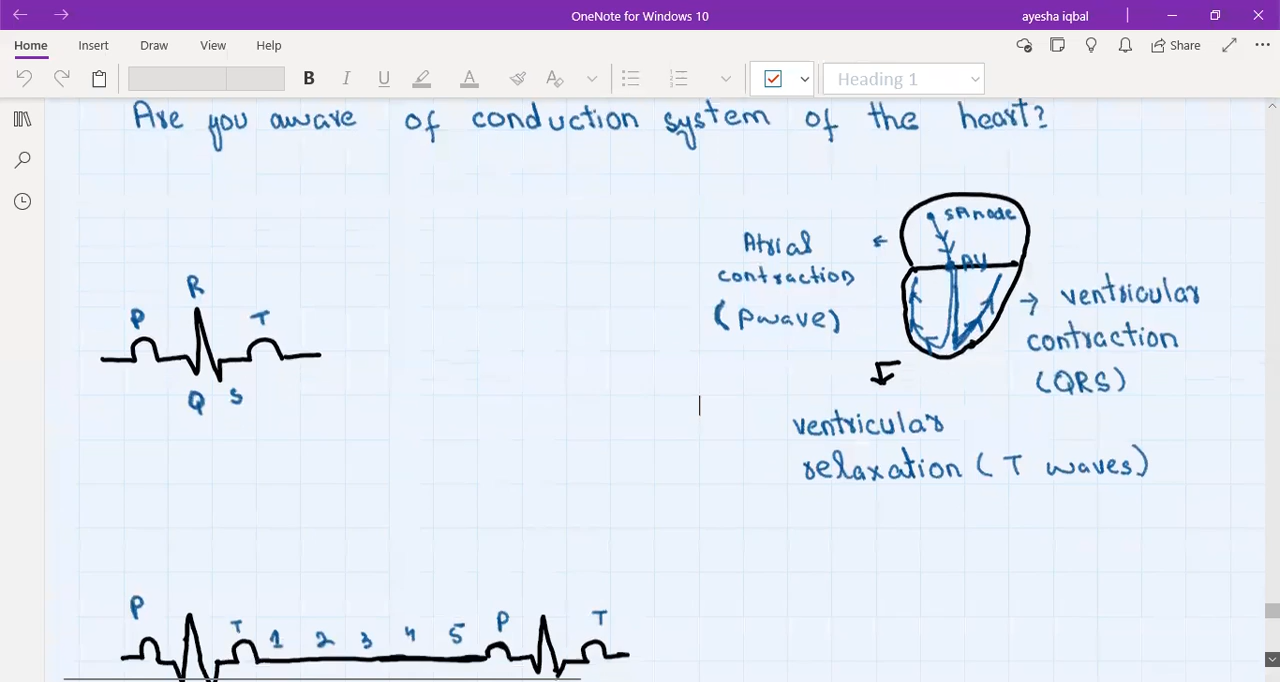 OneNote for Windows 10
ayesha iqbal
Home Insert Draw View Help
Share
B I U A
Heading 1
Are you aware of conduction system of the heart?
SA node
Atrial
contraction
(P wave)
AV
ventricular
contraction
(QRS)
R
P
T
Q S
ventricular
relaxation (T waves)
P
T 1 2 3 4 5 P T